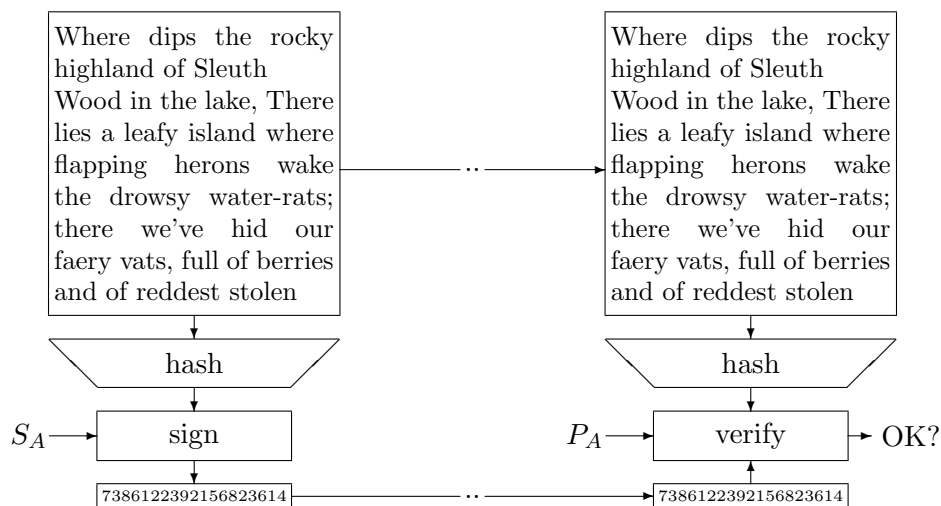 Where dips the rocky
highland of Sleuth
Wood in the lake, There
lies a leafy island where
flapping herons wake
the drowsy water-rats;
there we've hid our
faery vats, full of berries
and of reddest stolen
Where dips the rocky
highland of Sleuth
Wood in the lake, There
lies a leafy island where
flapping herons wake
the drowsy water-rats;
there we've hid our
faery vats, full of berries
and of reddest stolen
hash
hash
S_A
sign
P_A
verify
OK?
73861223921568 23614
73861223921568 23614